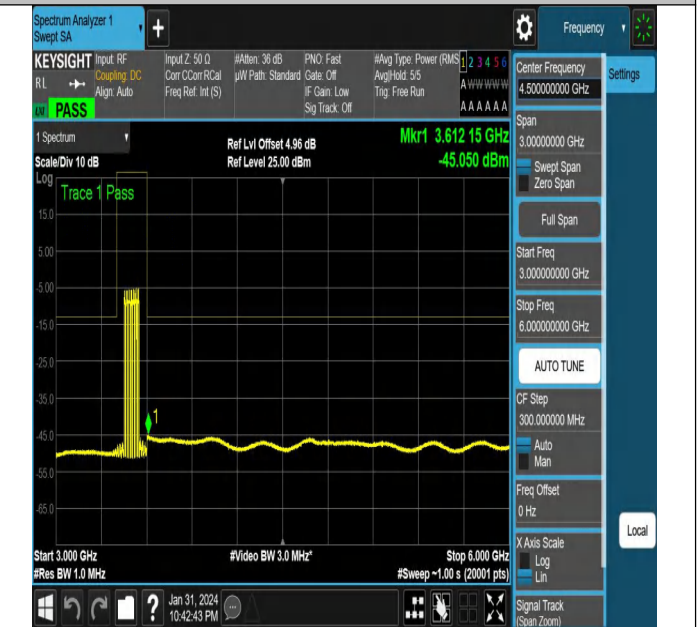 Spectrum Analyzer 1
Swept SA
+
Frequency
KEYSIGHT
RL
PASS
Input: RF
Coupling: DC
Align: Auto
Input Z: 50 Ω
Corr CCorr RCal
Freq Ref: Int (S)
#Atten: 36 dB
µW Path: Standard
PNO: Fast
Gate: Off
IF Gain: Low
Sig Track: Off
#Avg Type: Power (RMS
Avg|Hold: 5/5
Trig: Free Run
1 2 3 4 5 6
A W W W W W
A A A A A A
1 Spectrum
Scale/Div 10 dB
Ref Lvl Offset 4.96 dB
Ref Level 25.00 dBm
Mkr1 3.612 15 GHz
-45.050 dBm
Log
Trace 1 Pass
15.0
5.00
-5.00
-15.0
-25.0
-35.0
-45.0
-55.0
-65.0
1
Start 3.000 GHz
#Res BW 1.0 MHz
#Video BW 3.0 MHz*
Stop 6.000 GHz
#Sweep ~1.00 s (20001 pts)
Center Frequency
4.500000000 GHz
Span
3.00000000 GHz
Swept Span
Zero Span
Full Span
Start Freq
3.000000000 GHz
Stop Freq
6.000000000 GHz
AUTO TUNE
CF Step
300.000000 MHz
Auto
Man
Freq Offset
0 Hz
X Axis Scale
Log
Lin
Signal Track
(Span Zoom)
Settings
Local
?
Jan 31, 2024
10:42:43 PM